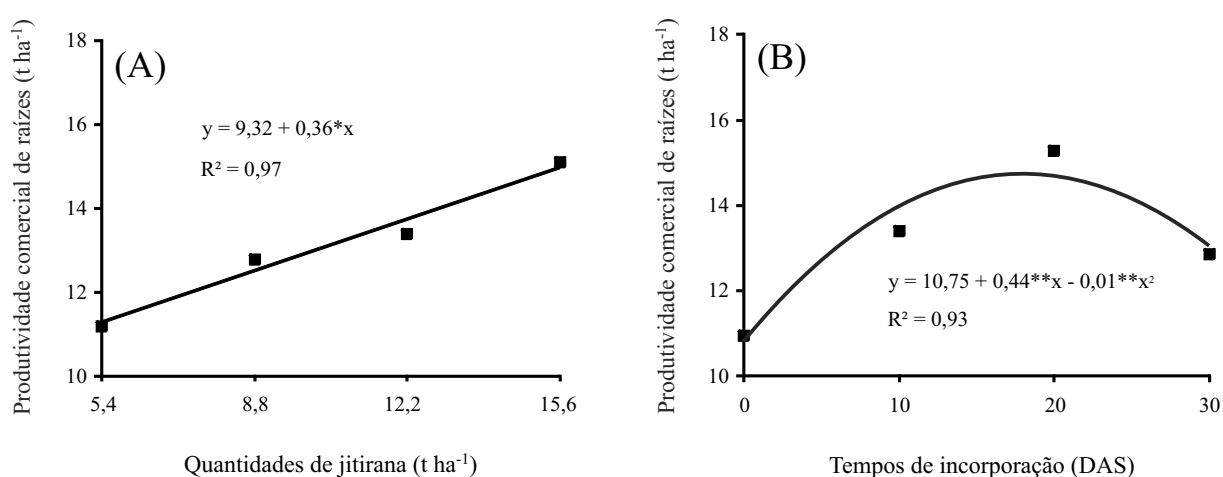 Produtividade comercial de raízes (t ha⁻¹)
18
16
14
12
10
(A)
y = 9,32 + 0,36*x
R² = 0,97
5,4
8,8
12,2
15,6
Quantidades de jitirana (t ha⁻¹)
Produtividade comercial de raízes (t ha⁻¹)
18
16
14
12
10
(B)
y = 10,75 + 0,44**x - 0,01**x²
R² = 0,93
0
10
20
30
Tempos de incorporação (DAS)